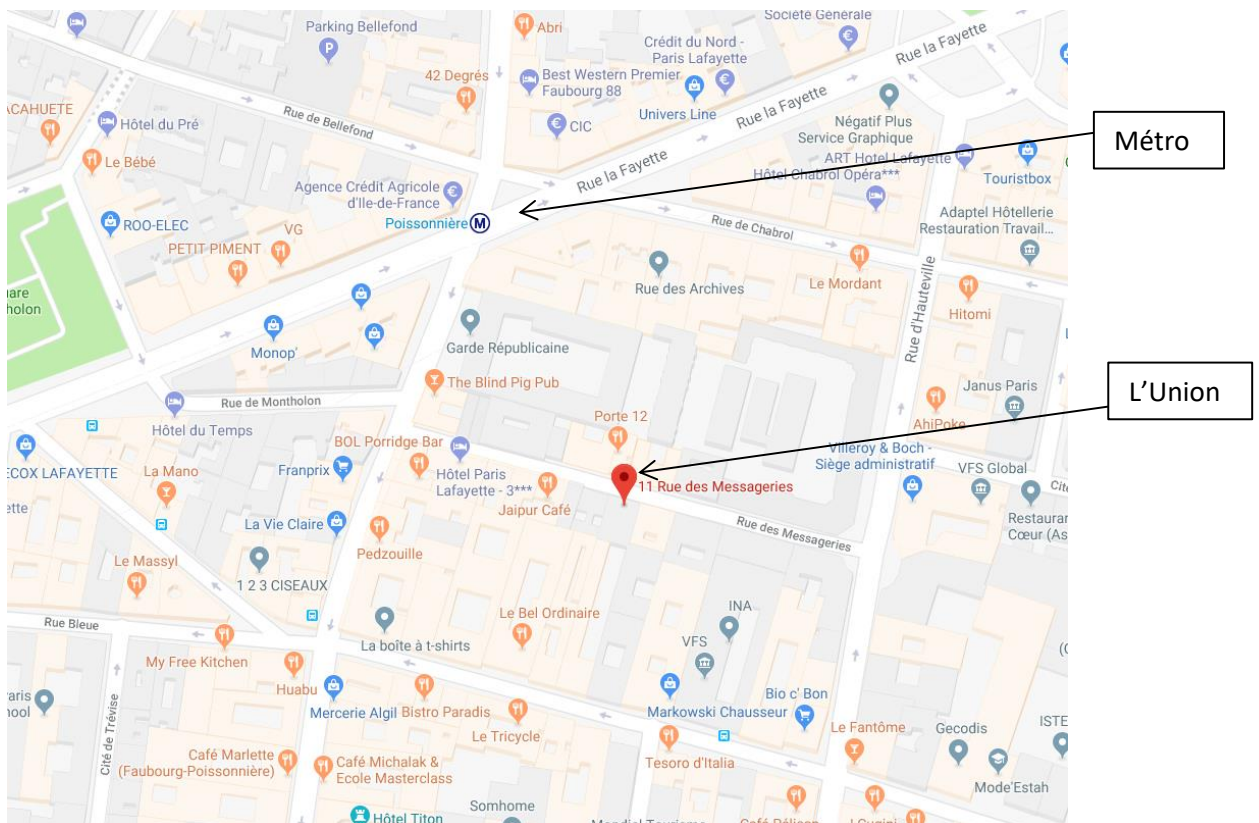 Abri
Société Générale
Parking Bellefond
Crédit du Nord -
Paris Lafayette
Rue la Fayette
42 Degrés
Best Western Premier
Faubourg 88
Univers Line
Rue la Fayette
Négatif Plus
Service Graphique
ACAHUETE
Hôtel du Pré
Rue de Bellefond
CIC
Métro
Le Bébé
ART Hotel Lafayette
Hôtel Chabrol Opéra***
Touristbox
Agence Crédit Agricole
d'Ile-de-France
Rue la Fayette
ROO-ELEC
Poissonnière
M
Rue de Chabrol
Adaptel Hôtellerie
Restauration Travail...
VG
PETIT PIMENT
Rue des Archives
Le Mordant
Hitomi
Rue d'Hauteville
are
holon
Monop'
Garde Républicaine
The Blind Pig Pub
Janus Paris
L'Union
Rue de Montholon
Hôtel du Temps
Porte 12
AhiPoke
BOL Porridge Bar
Villeroy & Boch -
Siège administratif
ECOX LAFAYETTE
La Mano
Franprix
Hôtel Paris
Lafayette - 3***
VFS Global
Cité
11 Rue des Messageries
ette
Jaipur Café
La Vie Claire
Rue des Messageries
Restaurar
Cœur (As
Pedzouille
Le Massyl
1 2 3 CISEAUX
Le Bel Ordinaire
INA
Rue Bleue
La boîte à t-shirts
VFS
My Free Kitchen
Huabu
aris
hool
Mercerie Algil
Bistro Paradis
Markowski Chausseur
Bio c' Bon
Cité de Trévise
Le Tricycle
Le Fantôme
Gecodis
ISTE
Café Marlette
(Faubourg-Poissonnière)
Café Michalak &
Ecole Masterclass
Tesoro d'Italia
Mode'Estah
Somhome
Hôtel Titon